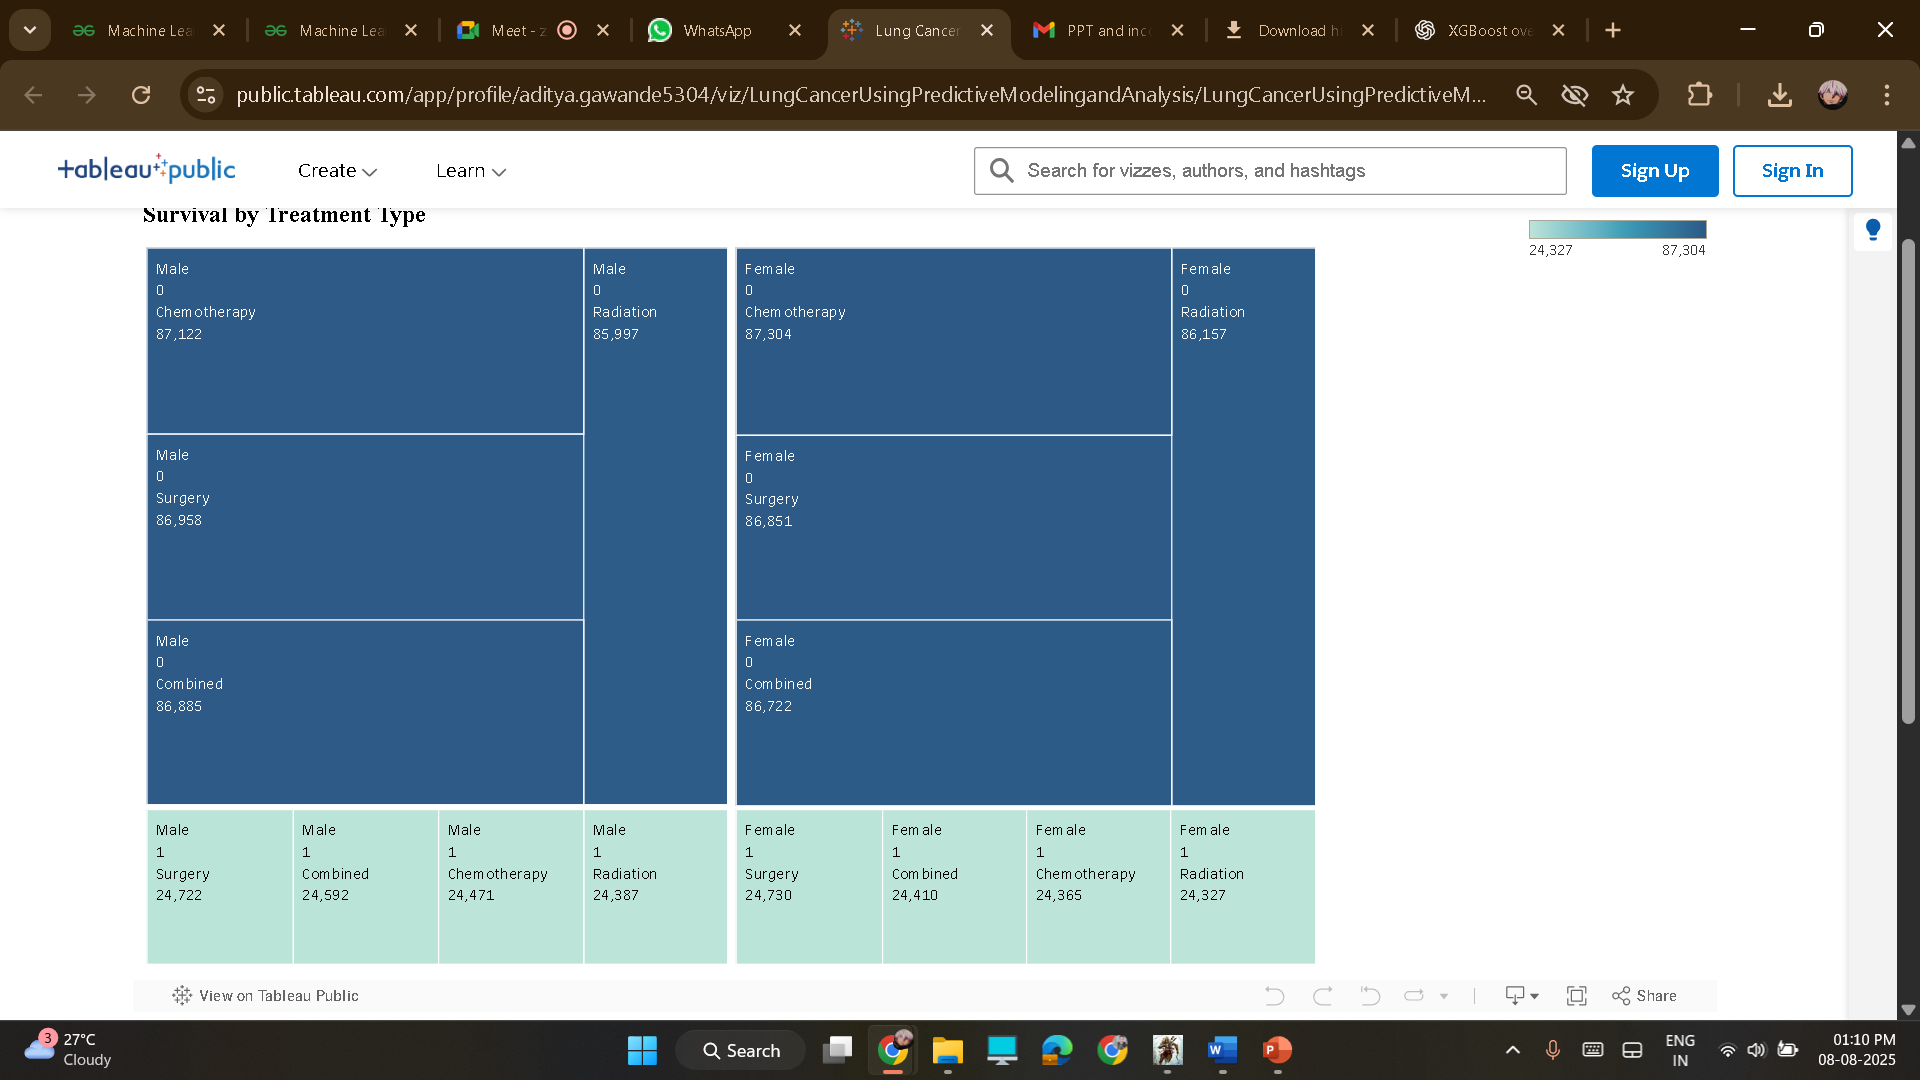 Machine Lea
Machine Lea
Meet - z
WhatsApp
Lung Cancer
PPT and inc
Download hi
XGBoost ove
public.tableau.com/app/profile/aditya.gawande5304/viz/LungCancerUsingPredictiveModelingandAnalysis/LungCancerUsingPredictiveM...
+ableau public
Create
Learn
Search for vizzes, authors, and hashtags
Sign Up
Sign In
Survival by Treatment Type
24,327
87,304
Male
0
Chemotherapy
87,122
Male
0
Radiation
85,997
Female
0
Chemotherapy
87,304
Female
0
Radiation
86,157
Male
0
Surgery
86,958
Female
0
Surgery
86,851
Male
0
Combined
86,885
Female
0
Combined
86,722
Male
1
Surgery
24,722
Male
1
Combined
24,592
Male
1
Chemotherapy
24,471
Male
1
Radiation
24,387
Female
1
Surgery
24,730
Female
1
Combined
24,410
Female
1
Chemotherapy
24,365
Female
1
Radiation
24,327
View on Tableau Public
Share
3
27°C
Cloudy
Search
W
P
ENG
IN
01:10 PM
08-08-2025